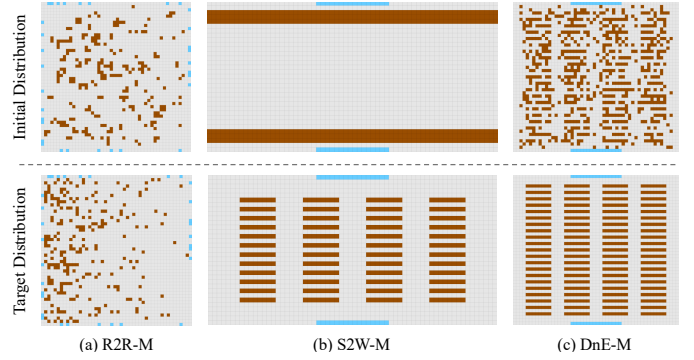 Initial Distribution
Target Distribution
(a) R2R-M
(b) S2W-M
(c) DnE-M